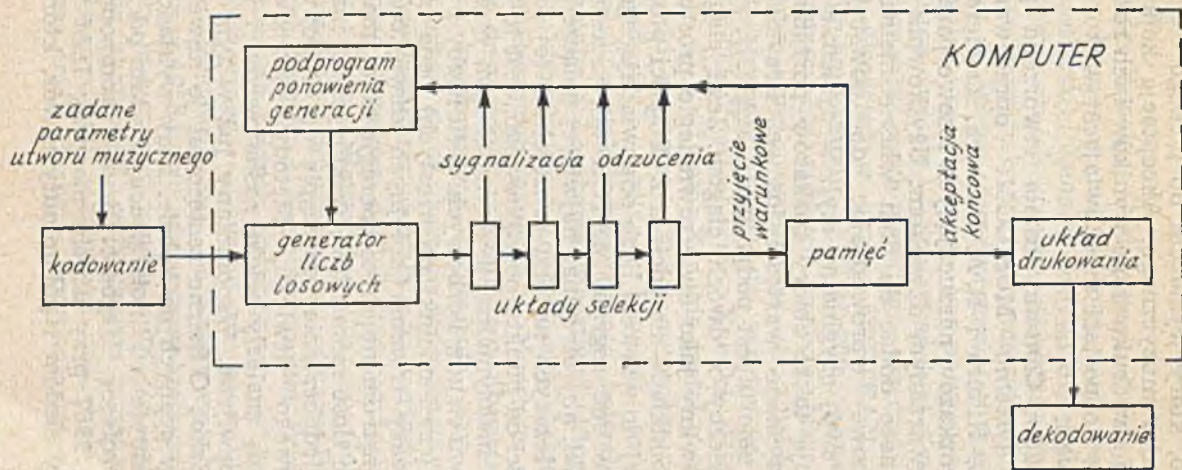 KOMPUTER
podprogram
ponowienia
generacji
zadane
parametry
utworu muzycznego
sygnalizacja odrzucenia
przyjęcie
warunkowe
akceptacja
końcowa
kodowanie
generator
liczb
losowych
układy selekcji
pamięć
układ
drukowania
dekodowanie